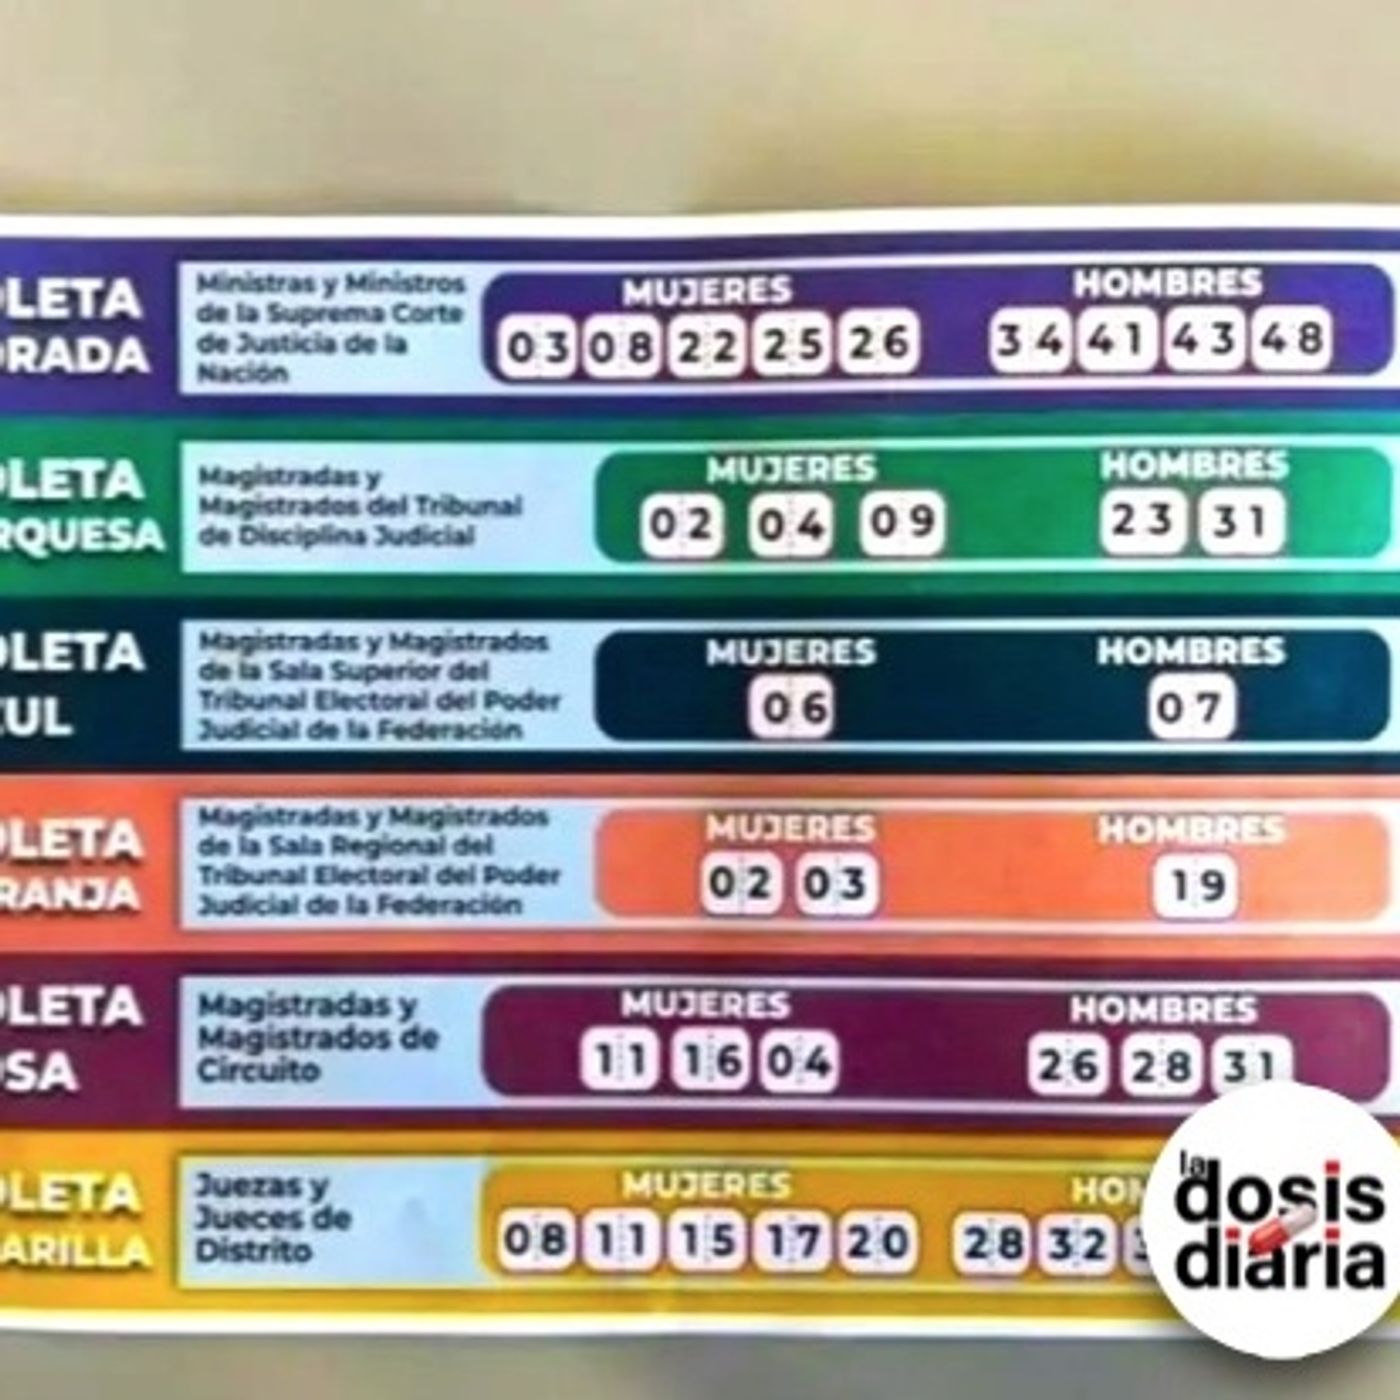 OLETA
ORADA
Ministras y Ministros
de la Suprema Corte
de Justicia de la
Nación
MUJERES
03 08 22 25 26
HOMBRES
34 41 43 48
OLETA
RQUESA
Magistradas y
Magistrados del Tribunal
de Disciplina Judicial
MUJERES
02 04 09
HOMBRES
23 31
OLETA
ZUL
Magistradas y Magistrados
de la Sala Superior del
Tribunal Electoral del Poder
Judicial de la Federación
MUJERES
06
HOMBRES
07
OLETA
RANJA
Magistradas y Magistrados
de la Sala Regional del
Tribunal Electoral del Poder
Judicial de la Federación
MUJERES
02 03
HOMBRES
19
OLETA
OSA
Magistradas y
Magistrados de
Circuito
MUJERES
11 16 04
HOMBRES
26 28 31
OLETA
ARILLA
Juezas y
Jueces de
Distrito
MUJERES
08 11 15 17 20
HOM
28 32 3
la
dosis
diaria